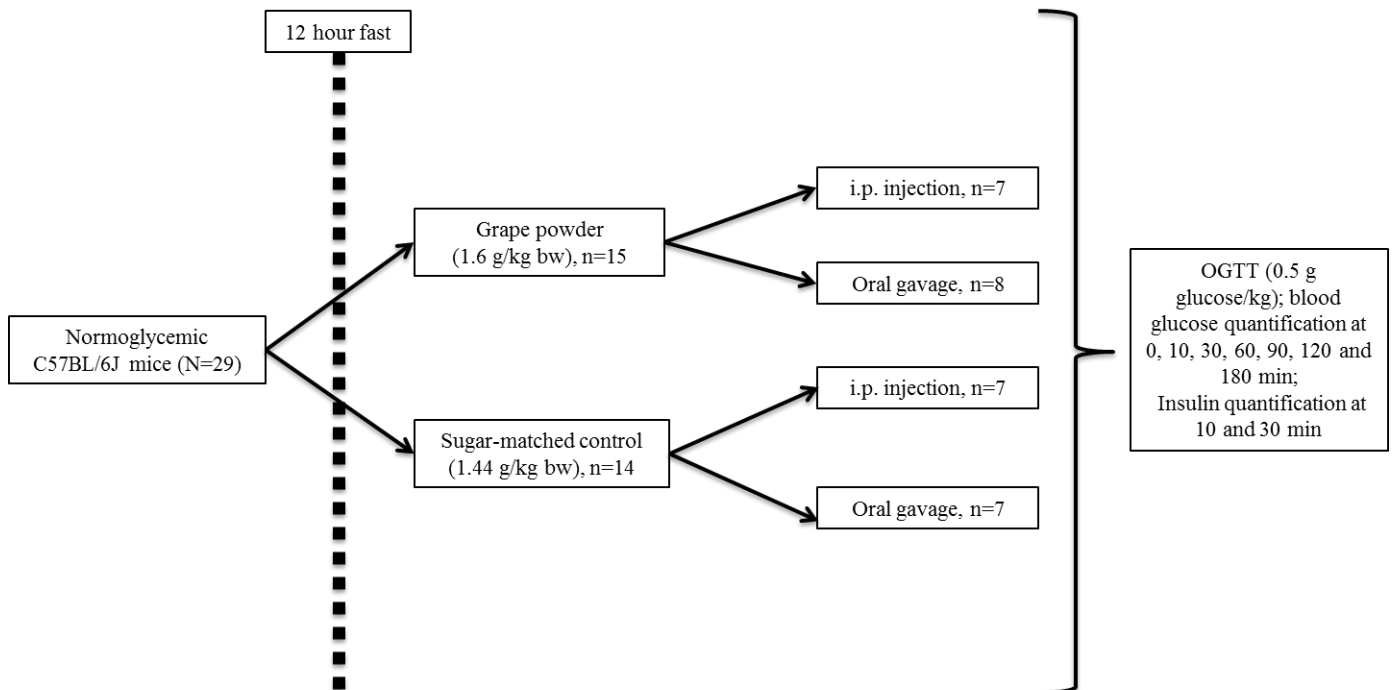 12 hour fast
Normoglycemic
C57BL/6J mice (N=29)
Grape powder
(1.6 g/kg bw), n=15
Sugar-matched control
(1.44 g/kg bw), n=14
i.p. injection, n=7
Oral gavage, n=8
i.p. injection, n=7
Oral gavage, n=7
OGTT (0.5 g
glucose/kg); blood
glucose quantification at
0, 10, 30, 60, 90, 120 and
180 min;
Insulin quantification at
10 and 30 min